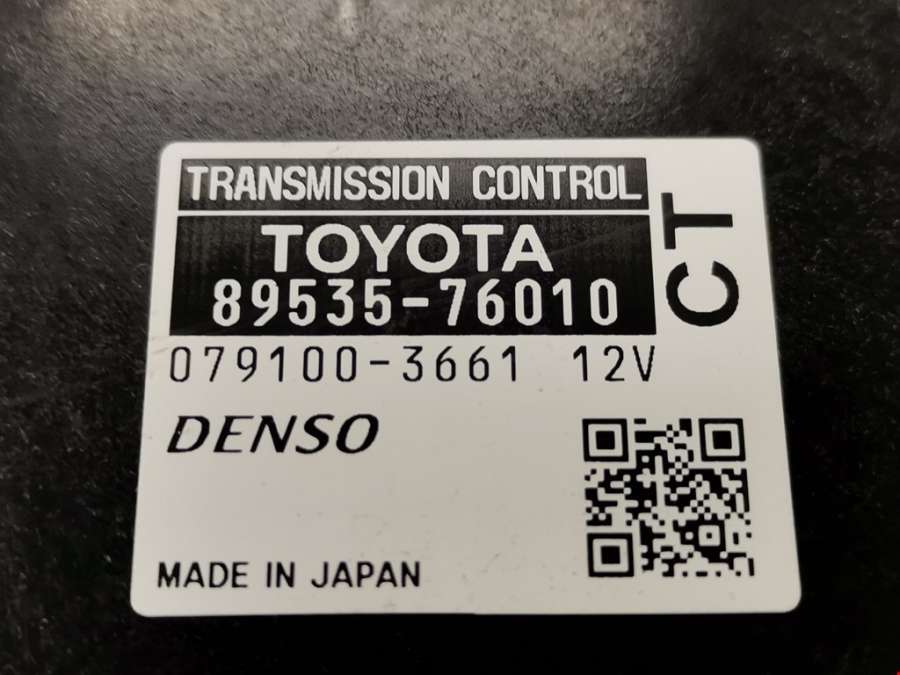 TRANSMISSION CONTROL
TOYOTA
89535-76010
CT
079100-3661 12V
DENSO
MADE IN JAPAN